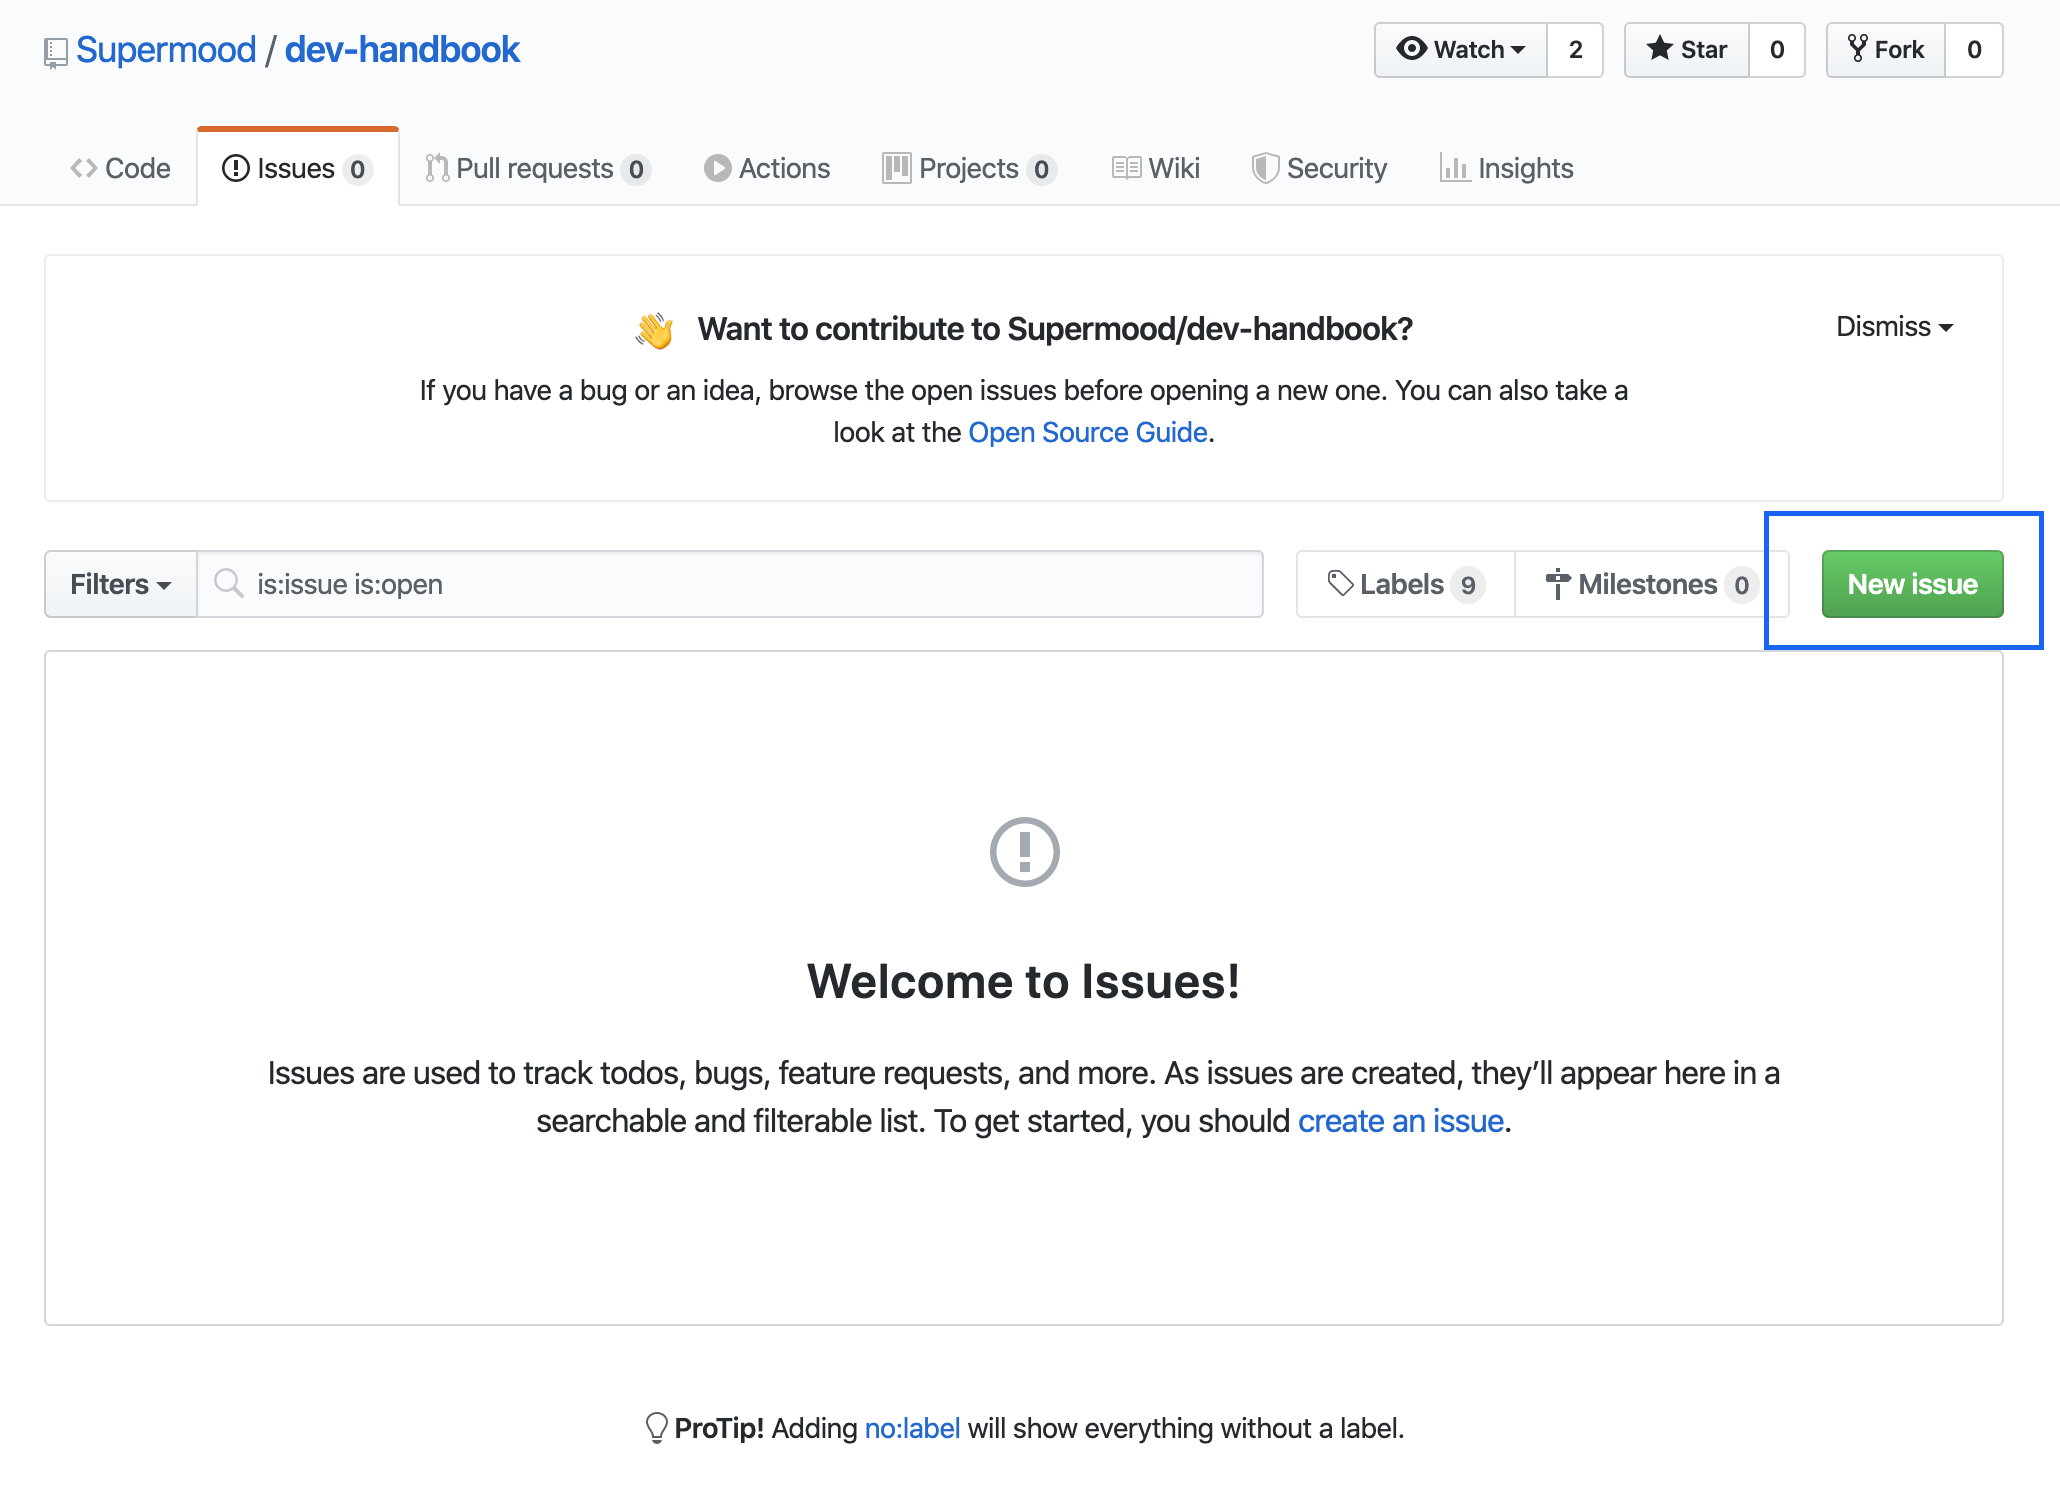 Supermood / dev-handbook
Watch 2 Star 0 Fork 0
Code Issues 0 Pull requests 0 Actions Projects 0 Wiki Security Insights
👋 Want to contribute to Supermood/dev-handbook?
Dismiss
If you have a bug or an idea, browse the open issues before opening a new one. You can also take a
look at the Open Source Guide.
Filters is:issue is:open Labels 9 Milestones 0 New issue
Welcome to Issues!
Issues are used to track todos, bugs, feature requests, and more. As issues are created, they’ll appear here in a
searchable and filterable list. To get started, you should create an issue.
ProTip! Adding no:label will show everything without a label.